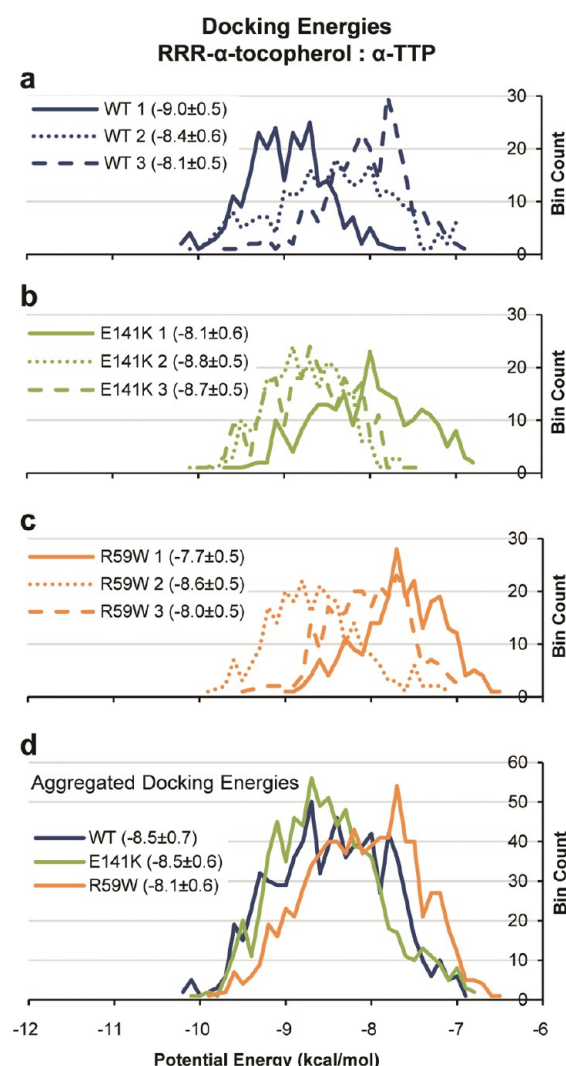 Docking Energies
RRR-α-tocopherol : α-TTP
a
WT 1 (-9.0±0.5)
WT 2 (-8.4±0.6)
WT 3 (-8.1±0.5)
30
20
10
0
Bin Count
b
E141K 1 (-8.1±0.6)
E141K 2 (-8.8±0.5)
E141K 3 (-8.7±0.5)
30
20
10
0
Bin Count
c
R59W 1 (-7.7±0.5)
R59W 2 (-8.6±0.5)
R59W 3 (-8.0±0.5)
30
20
10
0
Bin Count
d
Aggregated Docking Energies
WT (-8.5±0.7)
E141K (-8.5±0.6)
R59W (-8.1±0.6)
60
50
40
30
20
10
0
Bin Count
-12 -11 -10 -9 -8 -7 -6
Potential Energy (kcal/mol)